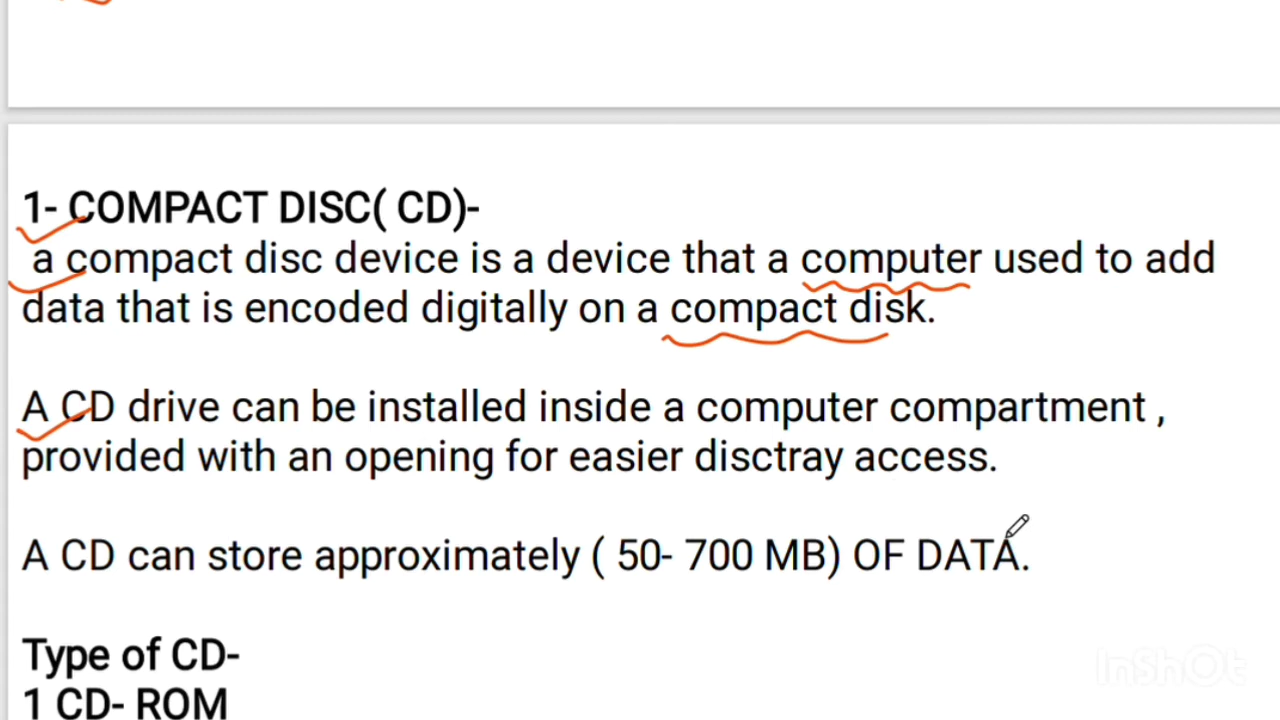 1- COMPACT DISC( CD)-
a compact disc device is a device that a computer used to add
data that is encoded digitally on a compact disk.
A CD drive can be installed inside a computer compartment ,
provided with an opening for easier disctray access.
A CD can store approximately ( 50- 700 MB) OF DATA.
Type of CD-
1 CD- ROM
InShOt